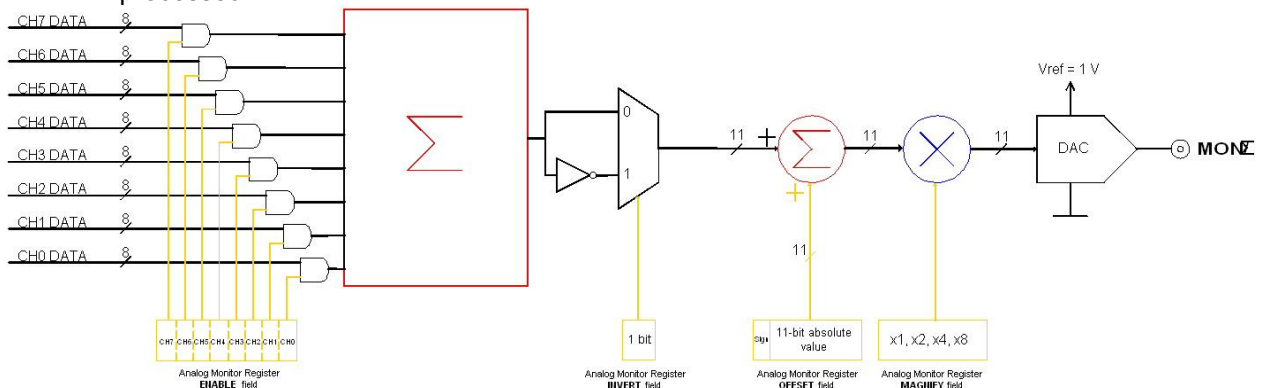 processed
CH7 DATA 8
CH6 DATA 8
CH5 DATA 8
CH4 DATA 8
CH3 DATA 8
CH2 DATA 8
CH1 DATA 8
CH0 DATA 8
Σ
0
1
11
+
Σ
+
11
11
11
Vref = 1 V
DAC
MONΣ
CH7 CH6 CH5 CH4 CH3 CH2 CH1 CH0
Analog Monitor Register
ENABLE field
1 bit
Analog Monitor Register
INVERT field
Sign
11-bit absolute
value
Analog Monitor Register
OFFSET field
x1, x2, x4, x8
Analog Monitor Register
MAGNIFY field